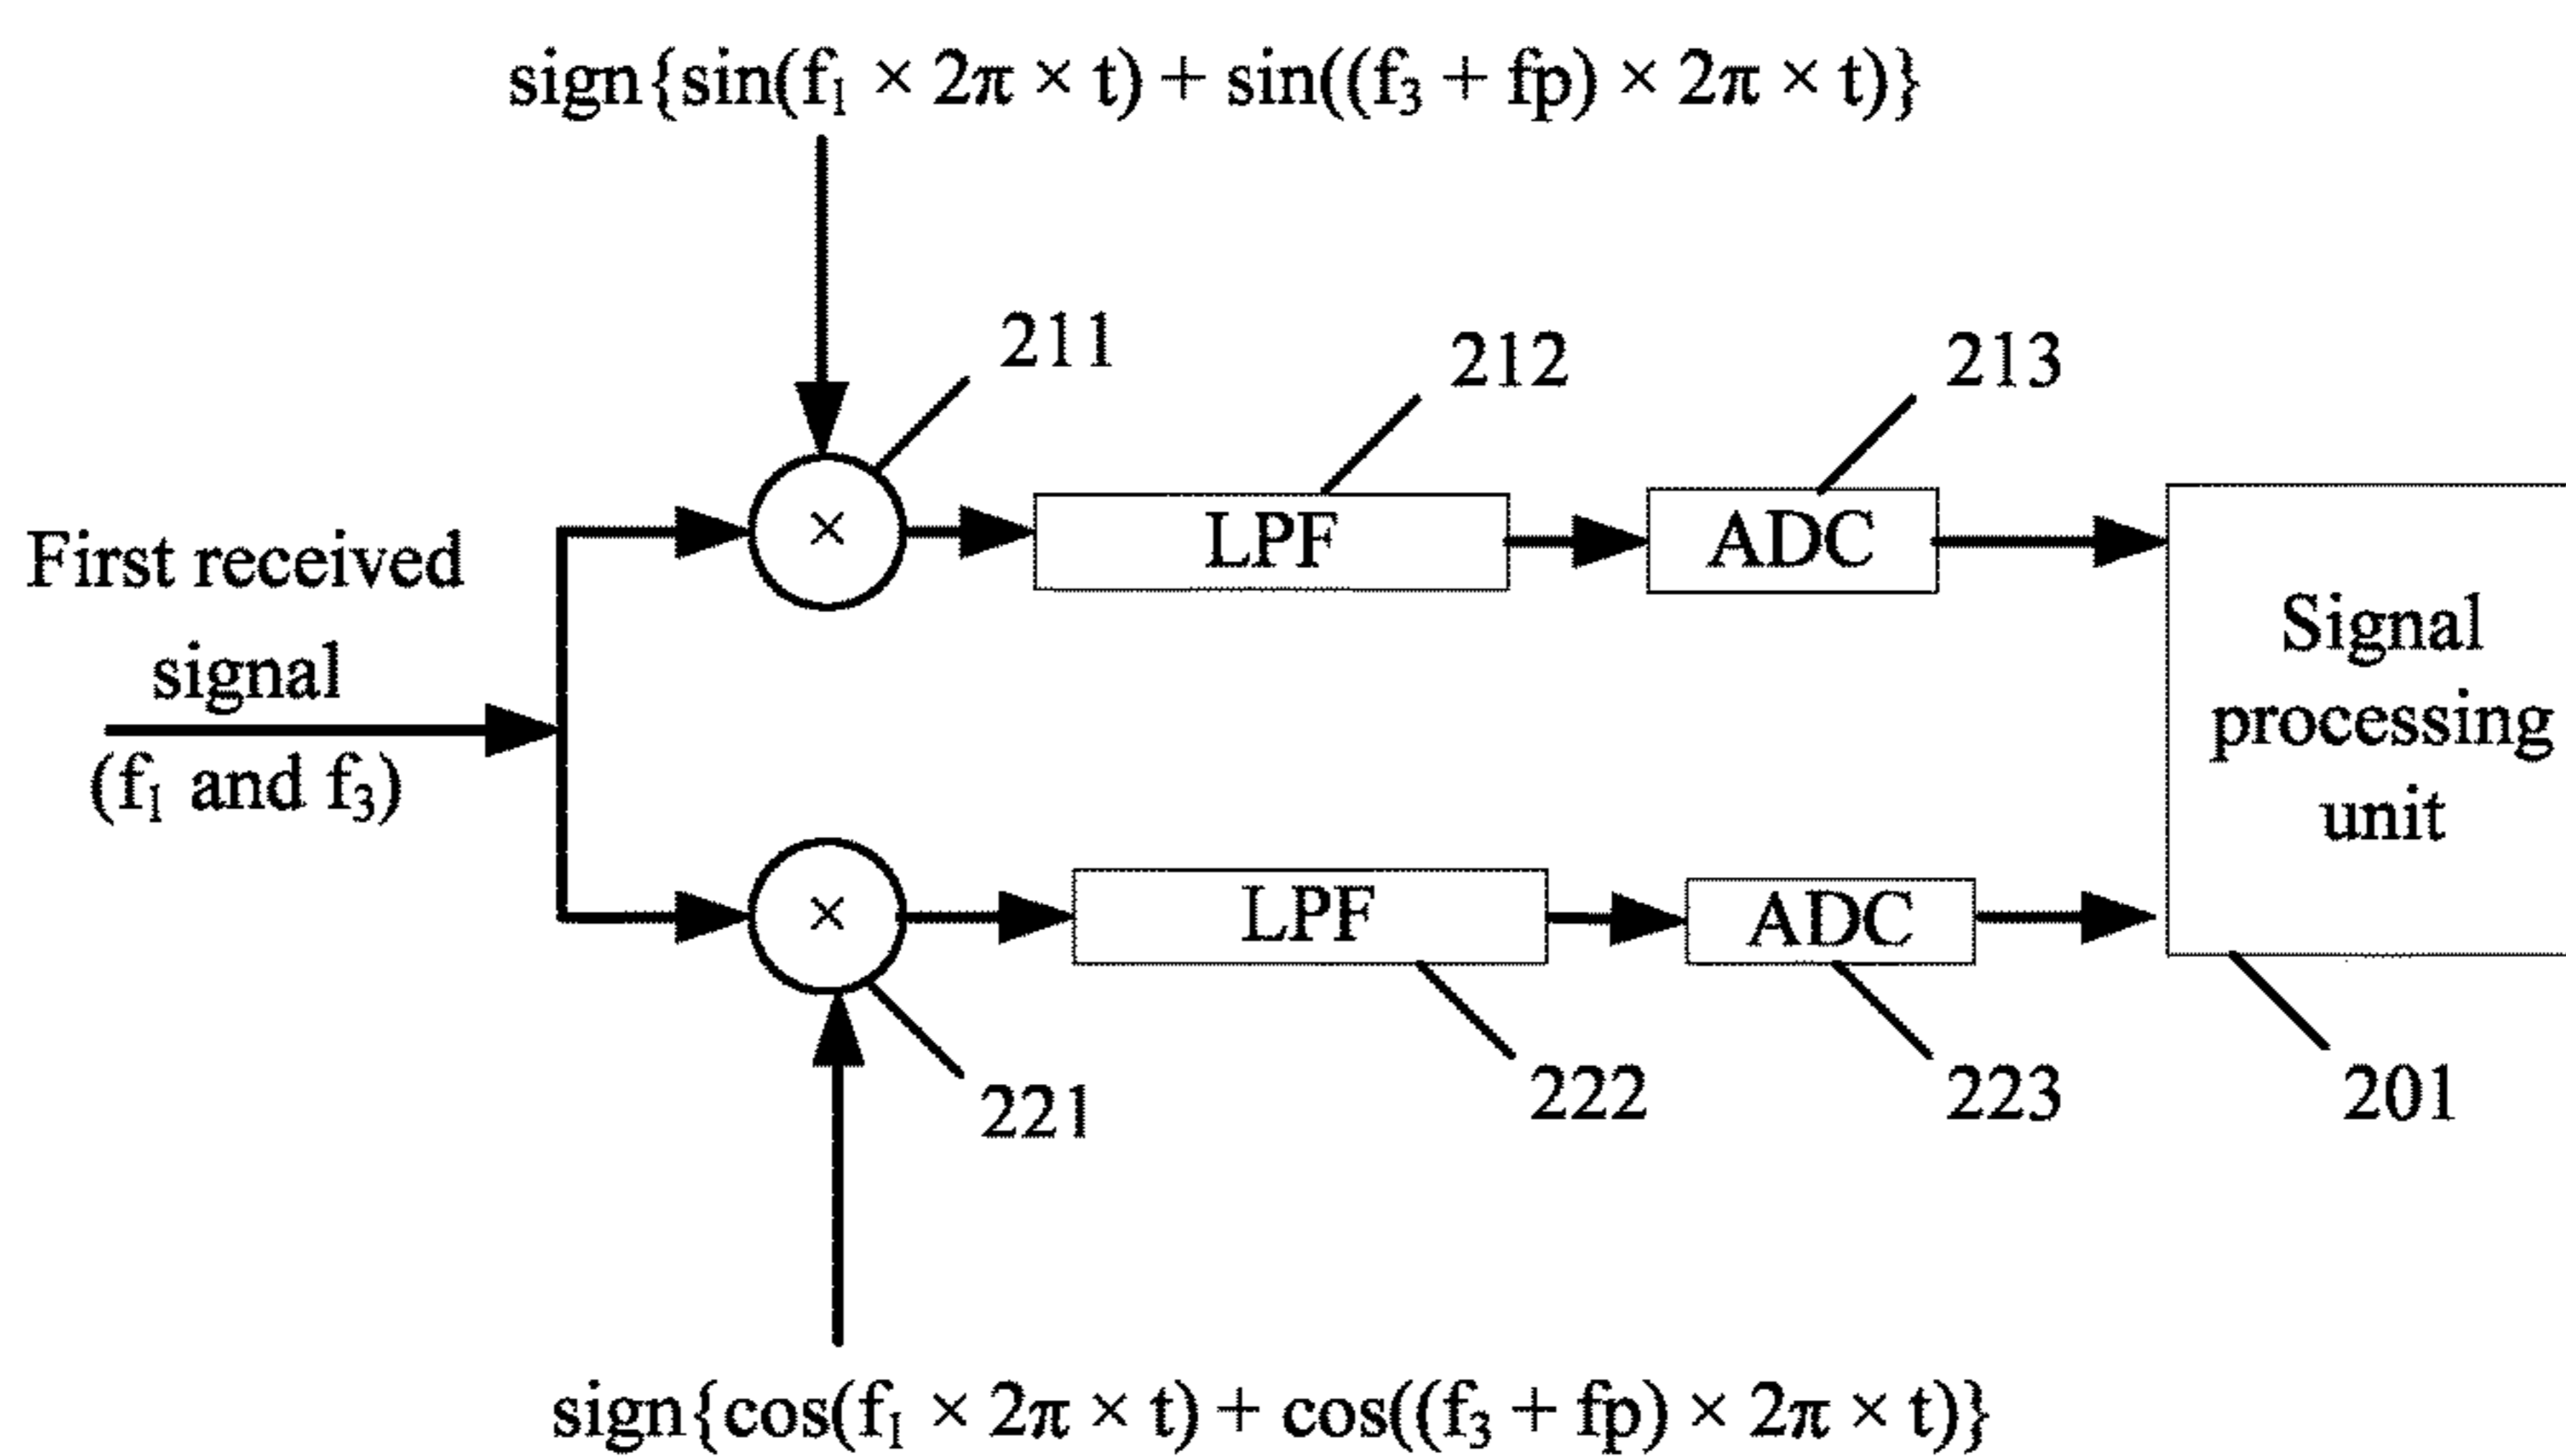 sign{sin(f₁ × 2π × t) + sin((f₃ + fp) × 2π × t)}
211
212
213
×
LPF
ADC
First received
signal
(f₁ and f₃)
Signal
processing
unit
×
LPF
ADC
221
222
223
201
sign{cos(f₁ × 2π × t) + cos((f₃ + fp) × 2π × t)}